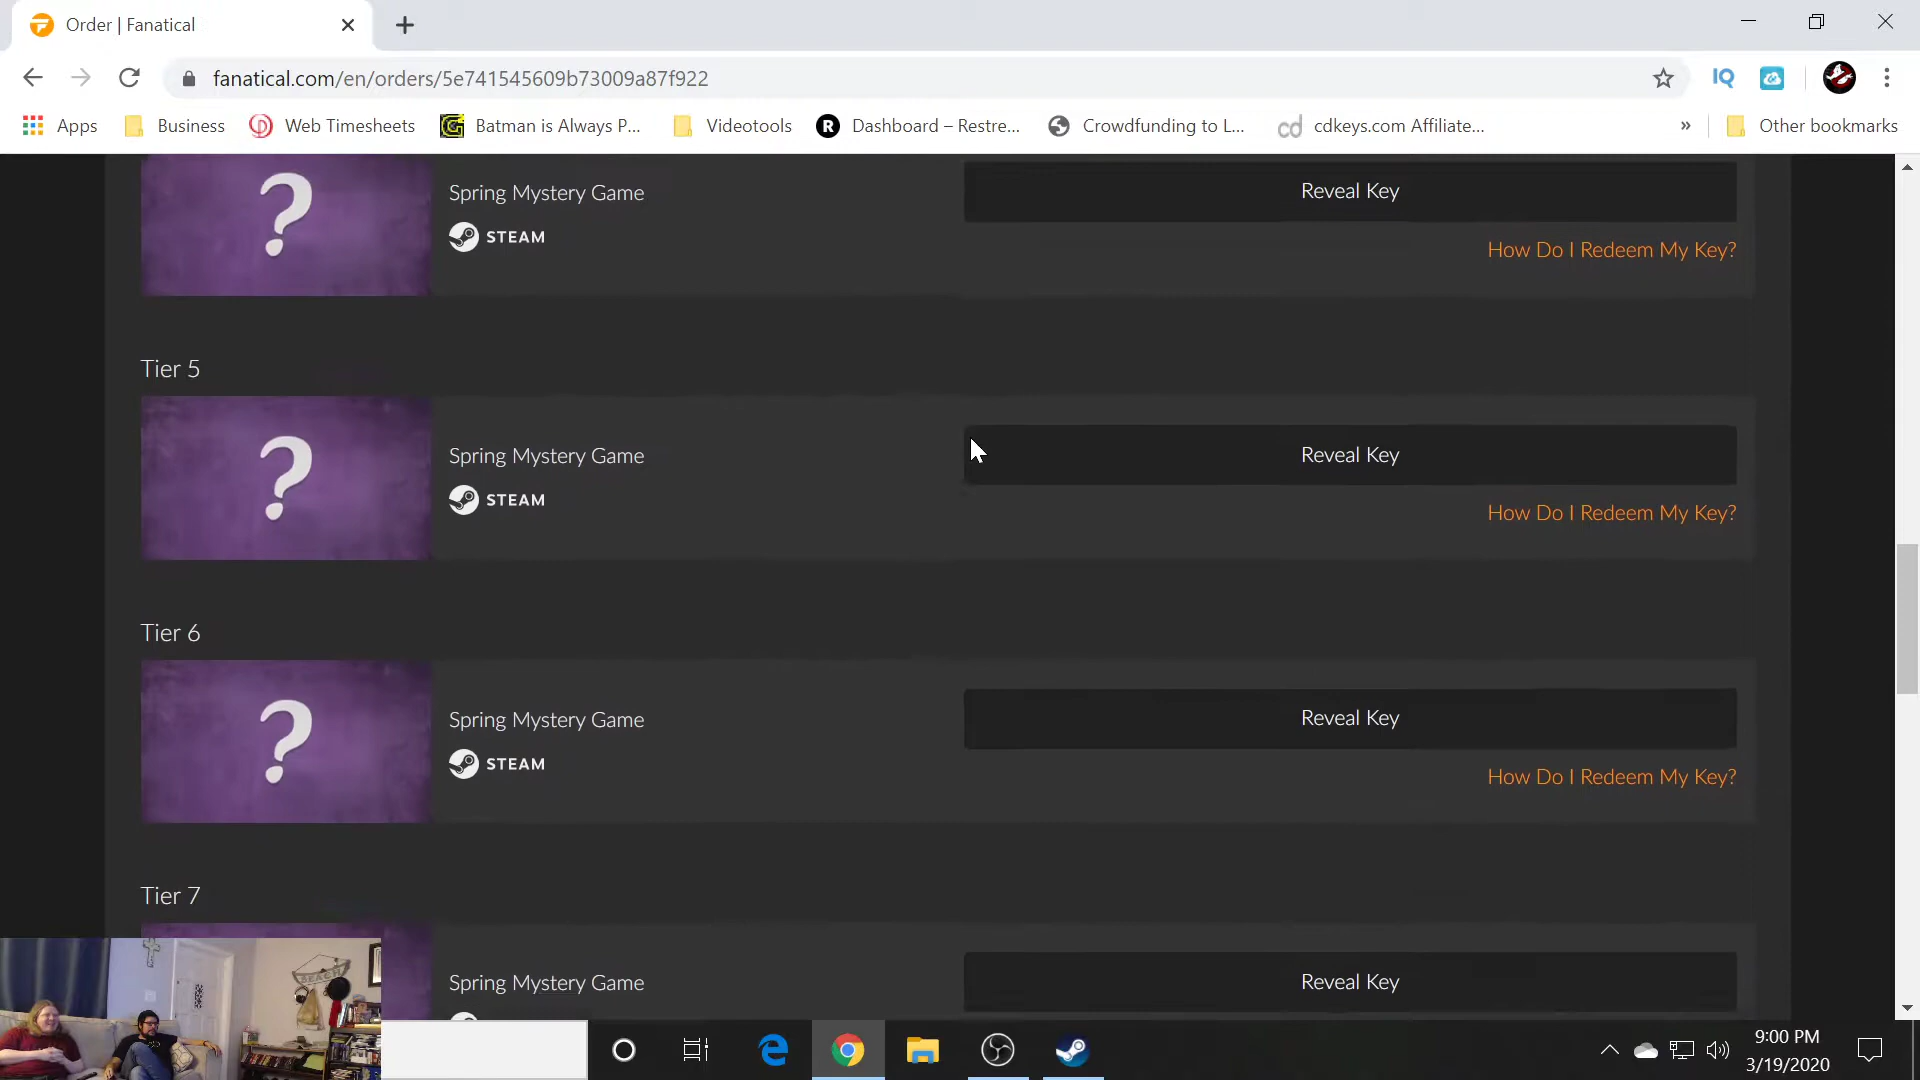 Order | Fanatical
fanatical.com/en/orders/5e741545609b73009a87f922
IQ
Apps
Business
Web Timesheets
Batman is Always P...
Videotools
R
Dashboard – Restre...
Crowdfunding to L...
cd
cdkeys.com Affiliate...
»
Other bookmarks
?
Spring Mystery Game
STEAM
Reveal Key
How Do I Redeem My Key?
Tier 5
?
Spring Mystery Game
STEAM
Reveal Key
How Do I Redeem My Key?
Tier 6
?
Spring Mystery Game
STEAM
Reveal Key
How Do I Redeem My Key?
Tier 7
Spring Mystery Game
Reveal Key
BEACH
9:00 PM
3/19/2020